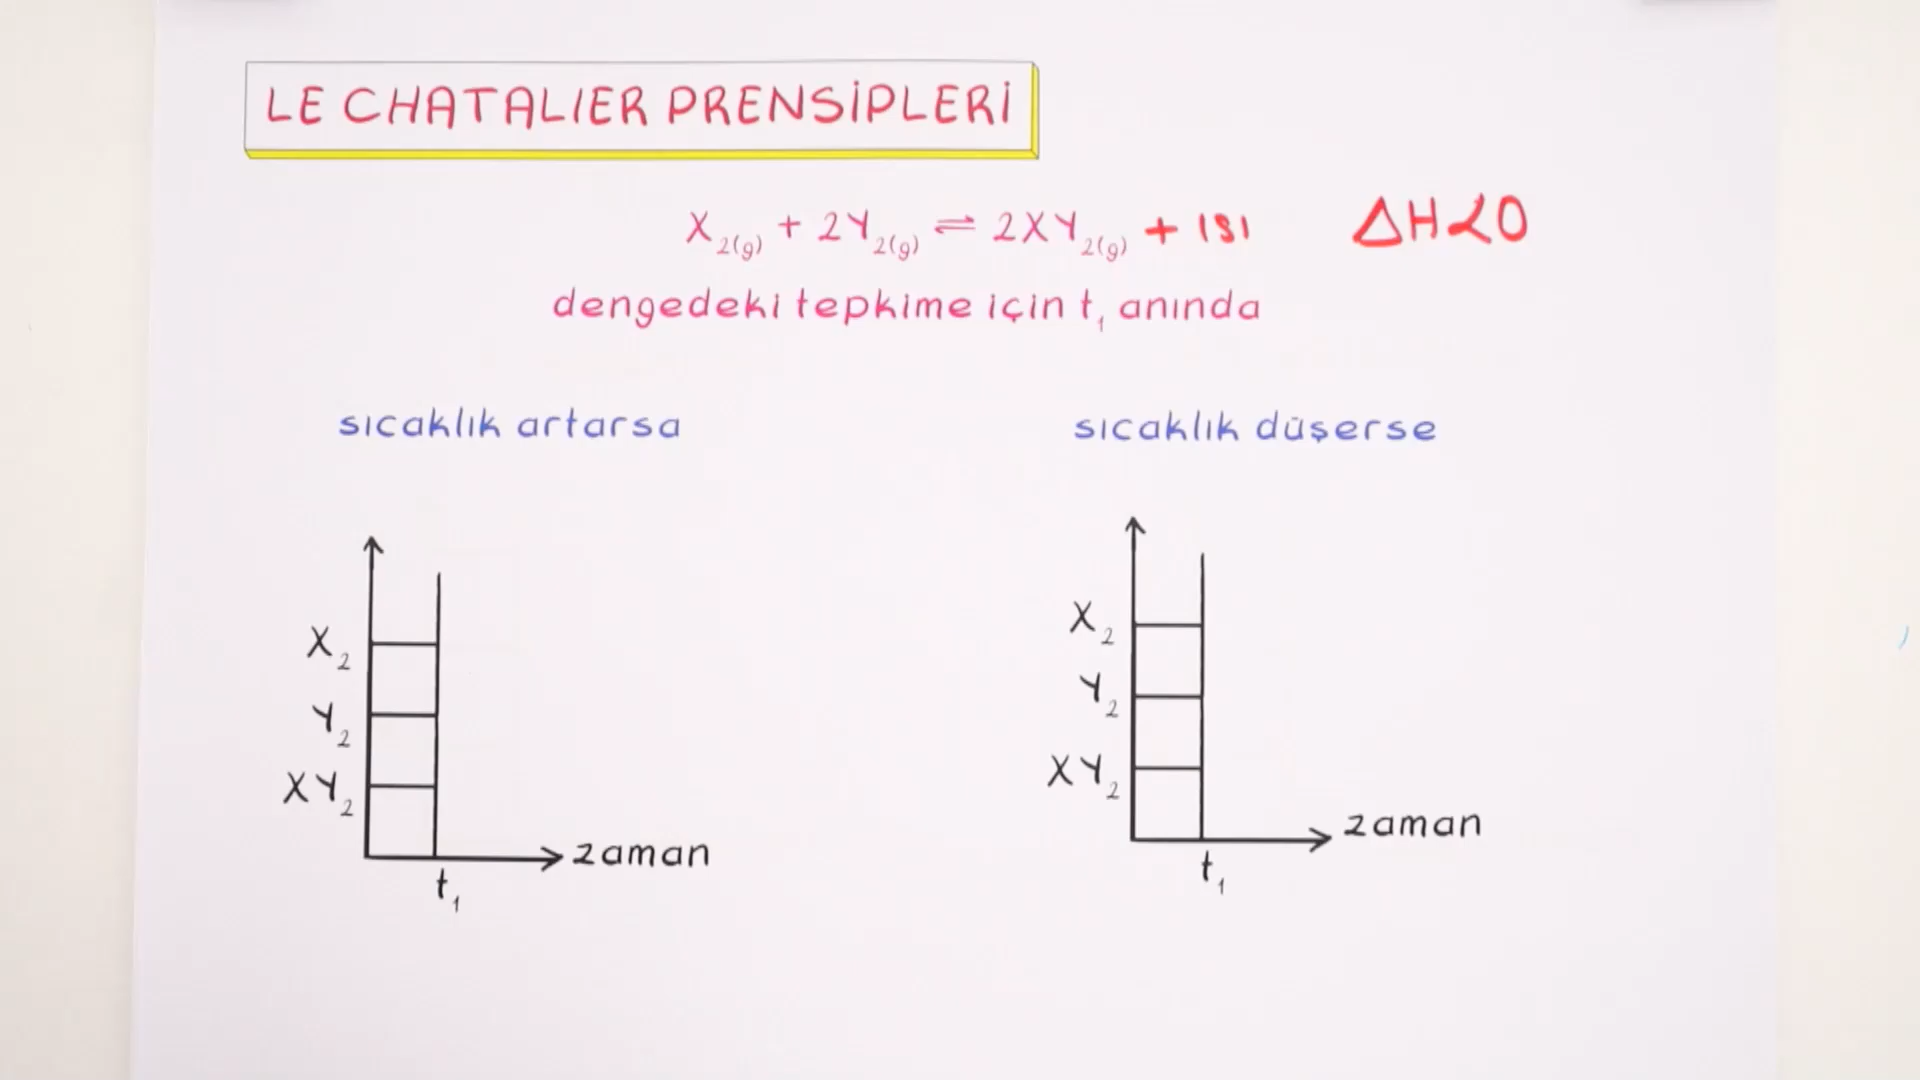 LE CHATALIER PRENSİPLERİ
X₂(g) + 2Y₂(g) ⇌ 2XY₂(g) + ISI ΔH<0
dengedeki tepkime için t₁ anında
sıcaklık artarsa
X₂
Y₂
XY₂
zaman
t₁
sıcaklık düşerse
X₂
Y₂
XY₂
zaman
t₁